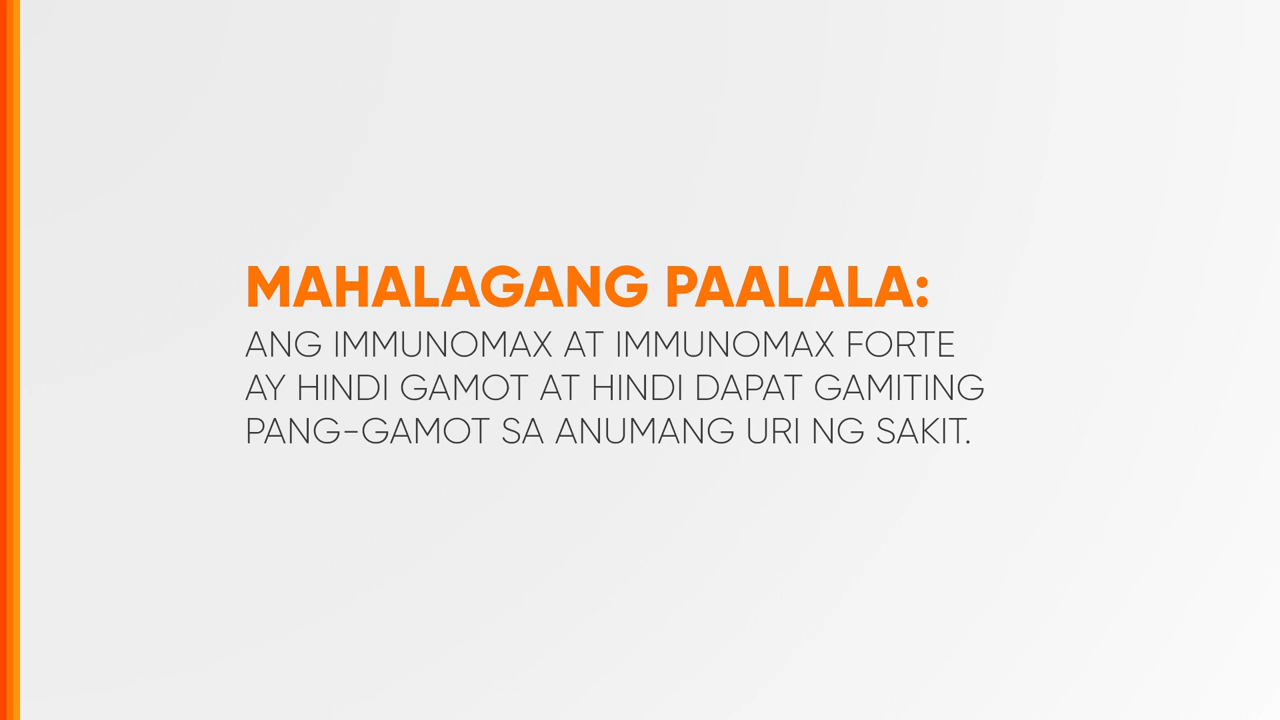 MAHALAGANG PAALALA:
ANG IMMUNOMAX AT IMMUNOMAX FORTE
AY HINDI GAMOT AT HINDI DAPAT GAMITING
PANG-GAMOT SA ANUMANG URI NG SAKIT.